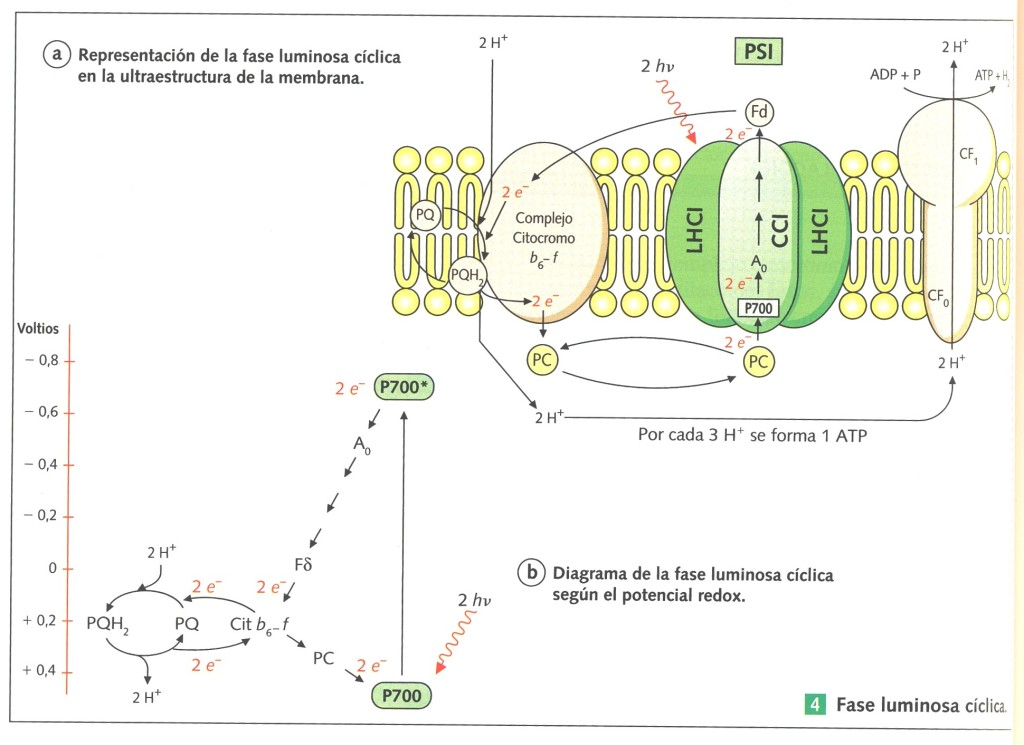 a Representación de la fase luminosa cíclica
en la ultraestructura de la membrana.
2 H⁺
2 hν
PSI
2 H⁺
ADP + P
ATP + H₂
Fd
2 e⁻
CF₁
2 e⁻
PQ
Complejo
Citocromo
b₆– f
LHCI
CCI
LHCI
PQH₂
A₀
2 e⁻
2 e⁻
P700
CF₀
2 e⁻
PC
PC
2 H⁺
2 H⁺
Por cada 3 H⁺ se forma 1 ATP
Voltios
– 0,8
– 0,6
– 0,4
– 0,2
0
+ 0,2
+ 0,4
2 e⁻ P700*
A₀
Fδ
2 H⁺
2 e⁻
2 e⁻
PQH₂
PQ
Cit b₆– f
2 e⁻
PC
2 e⁻
2 H⁺
P700
2 hν
b Diagrama de la fase luminosa cíclica
según el potencial redox.
4 Fase luminosa cíclica.